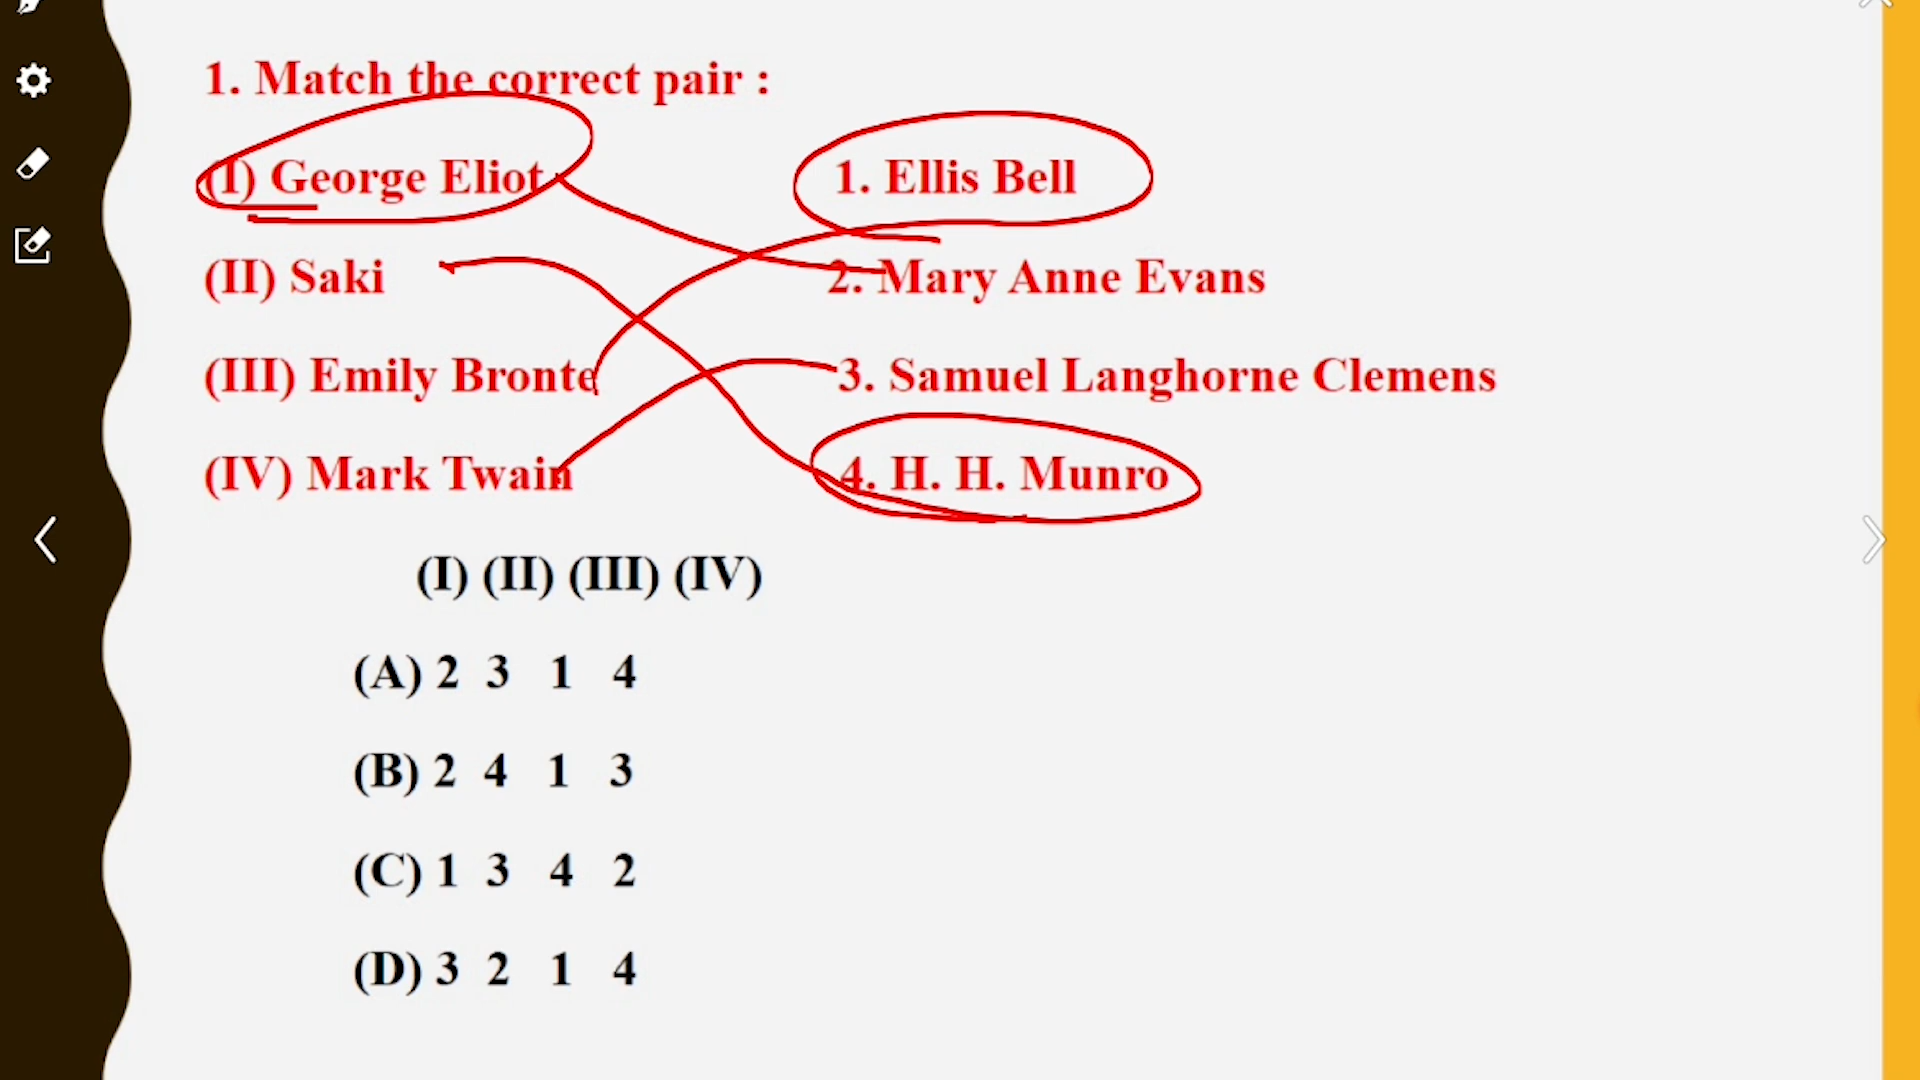 1. Match the correct pair :
(I) George Eliot 1. Ellis Bell
(II) Saki 2. Mary Anne Evans
(III) Emily Bronte 3. Samuel Langhorne Clemens
(IV) Mark Twain 4. H. H. Munro
(I) (II) (III) (IV)
(A) 2 3 1 4
(B) 2 4 1 3
(C) 1 3 4 2
(D) 3 2 1 4